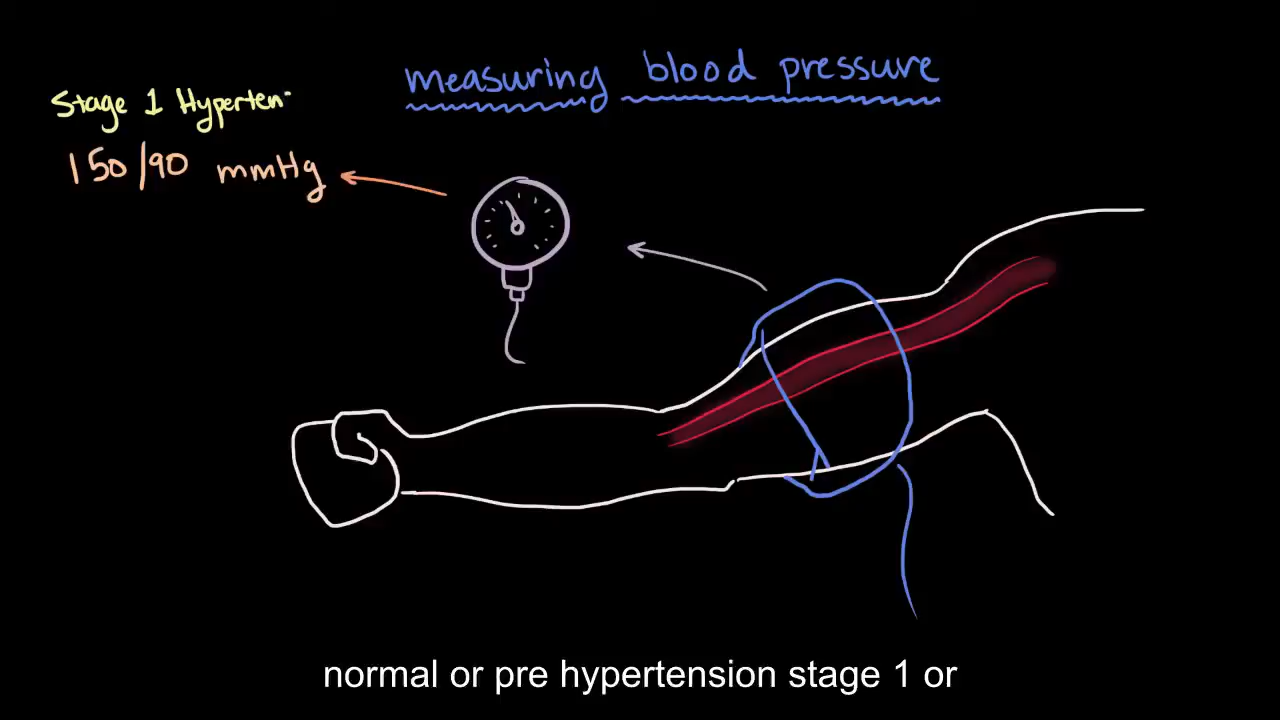 measuring blood pressure
Stage 1 Hyperten
150/90 mmHg
normal or pre hypertension stage 1 or